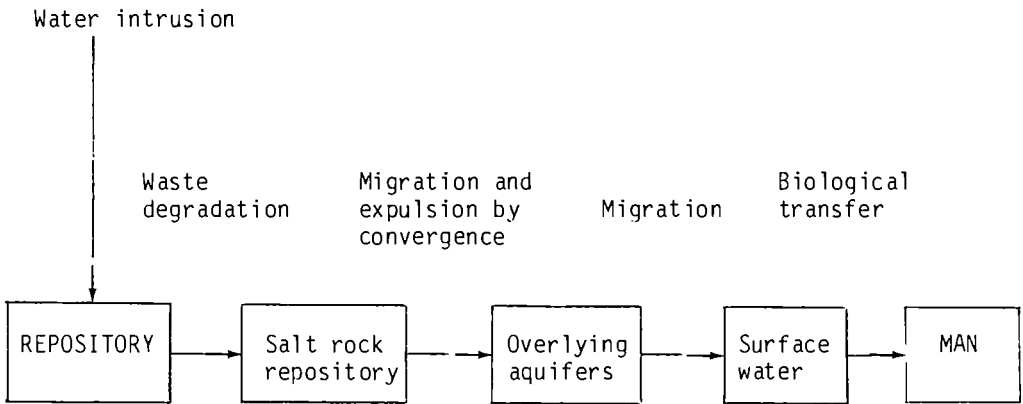 Water intrusion
Waste
degradation
Migration and
expulsion by
convergence
Migration
Biological
transfer
REPOSITORY
Salt rock
repository
Overlying
aquifers
Surface
water
MAN